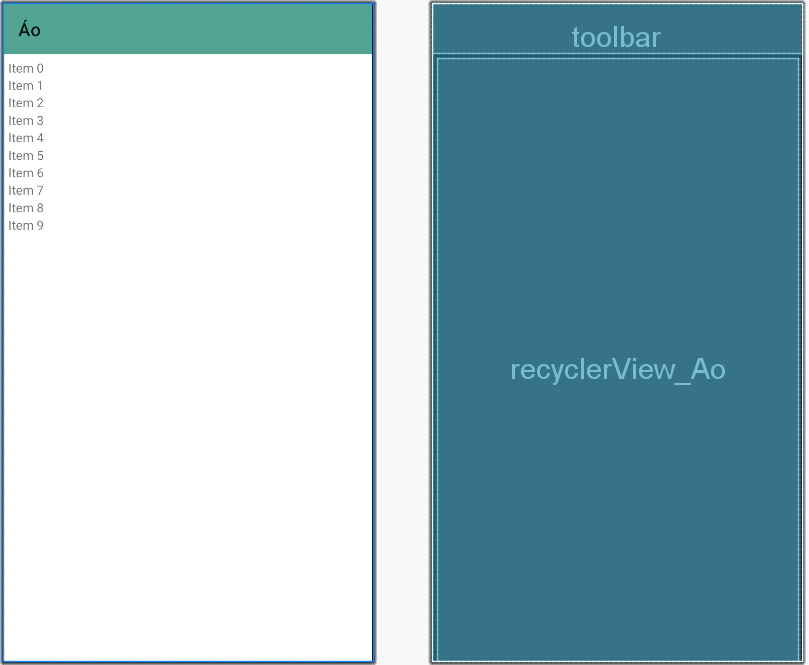 Áo
Item 0
Item 1
Item 2
Item 3
Item 4
Item 5
Item 6
Item 7
Item 8
Item 9
toolbar
recyclerView_Ao